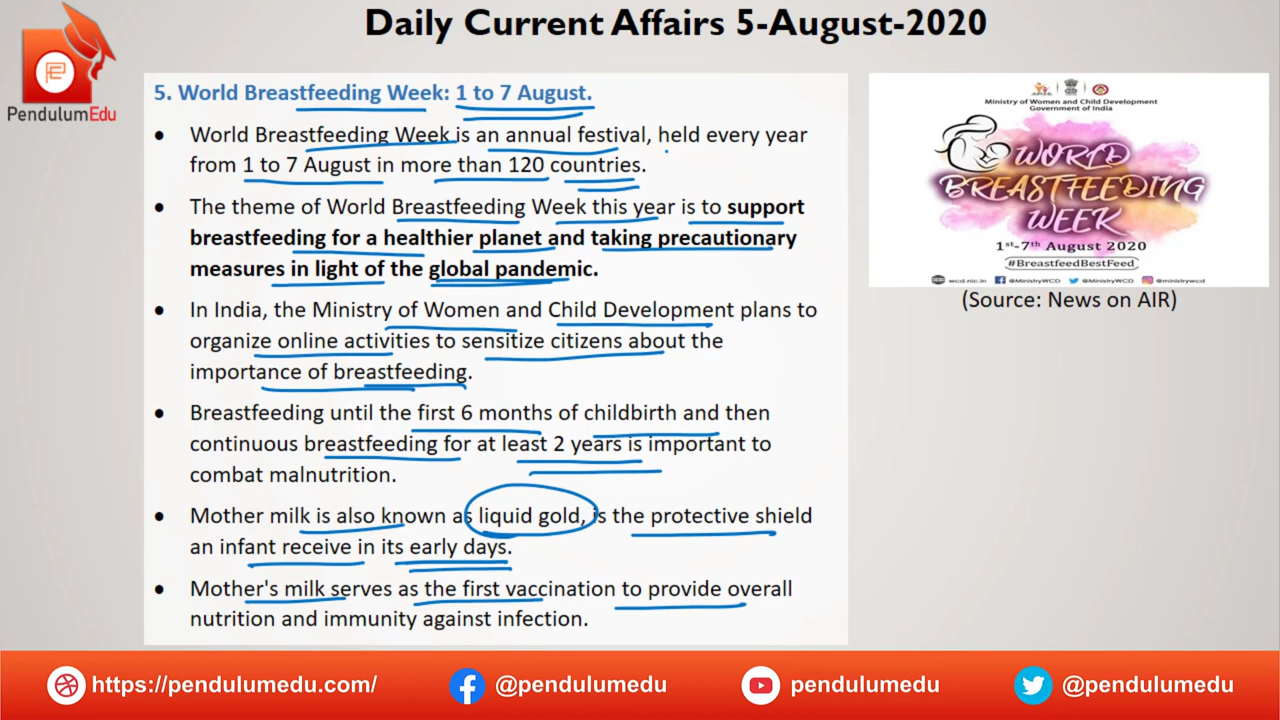 Daily Current Affairs 5-August-2020
PendulumEdu
5. World Breastfeeding Week: 1 to 7 August.
• World Breastfeeding Week is an annual festival, held every year
from 1 to 7 August in more than 120 countries.
• The theme of World Breastfeeding Week this year is to support
breastfeeding for a healthier planet and taking precautionary
measures in light of the global pandemic.
• In India, the Ministry of Women and Child Development plans to
organize online activities to sensitize citizens about the
importance of breastfeeding.
• Breastfeeding until the first 6 months of childbirth and then
continuous breastfeeding for at least 2 years is important to
combat malnutrition.
• Mother milk is also known as liquid gold, is the protective shield
an infant receive in its early days.
• Mother's milk serves as the first vaccination to provide overall
nutrition and immunity against infection.
Ministry of Women and Child Development
Government of India
WORLD
BREASTFEEDING
WEEK
1st-7th August 2020
#BreastfeedBestFeed
wcd.nic.in @MinistryWCD @MinistryWCD @ministrywcd
(Source: News on AIR)
https://pendulumedu.com/ @pendulumedu pendulumedu @pendulumedu